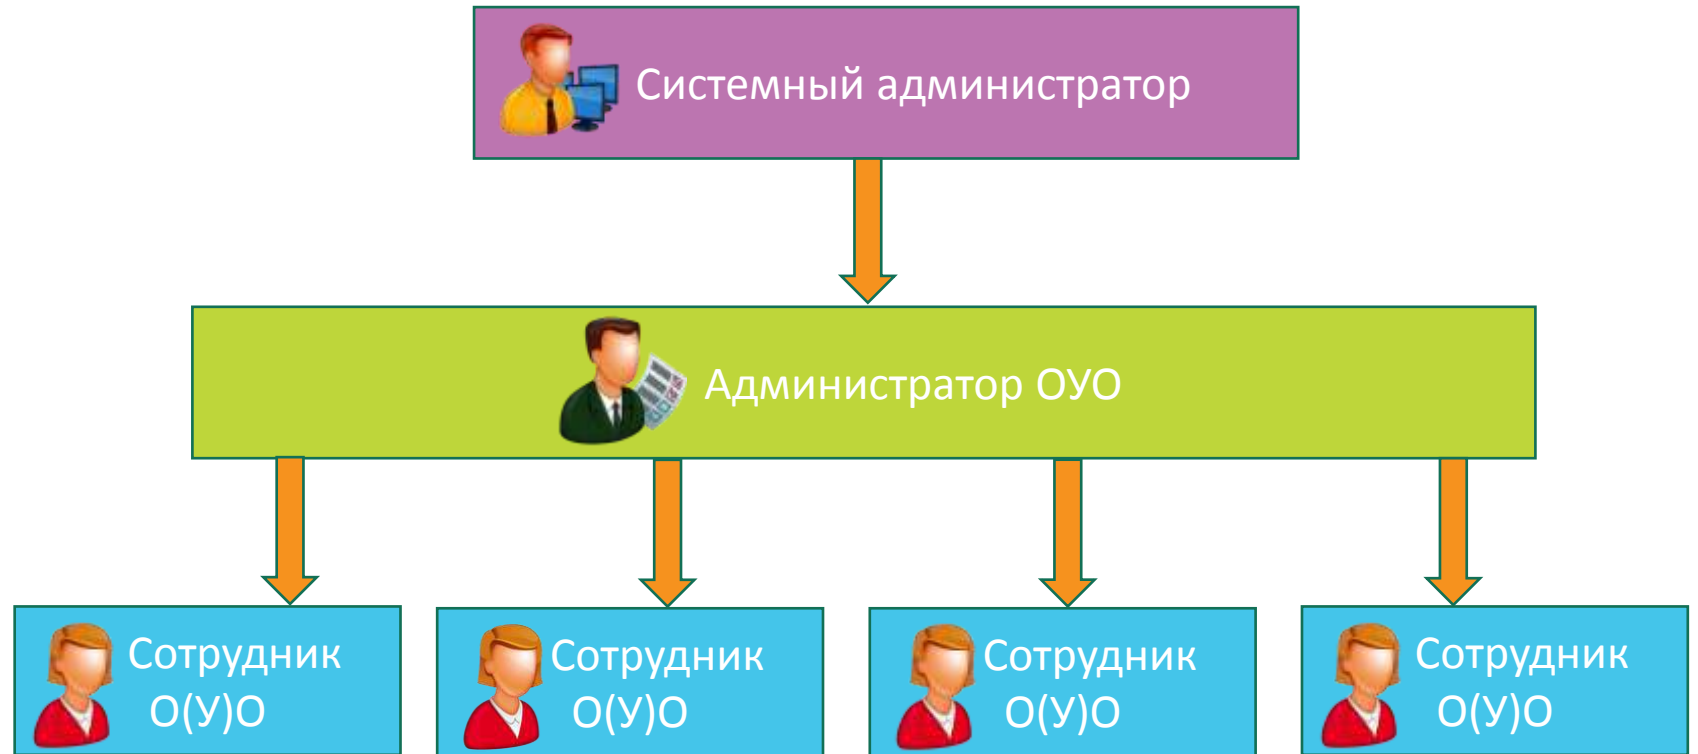 Системный администратор
Администратор ОУО
Сотрудник
О(У)О
Сотрудник
О(У)О
Сотрудник
О(У)О
Сотрудник
О(У)О